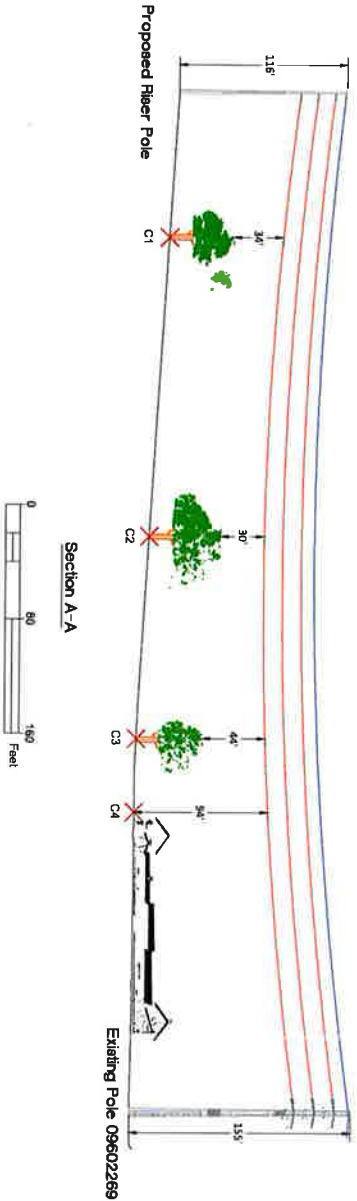 116'
Proposed Riser Pole
34'
C1
30'
C2
44'
C3
94'
C4
155'
Existing Pole 09602269
Section A-A
0
80
160
Feet